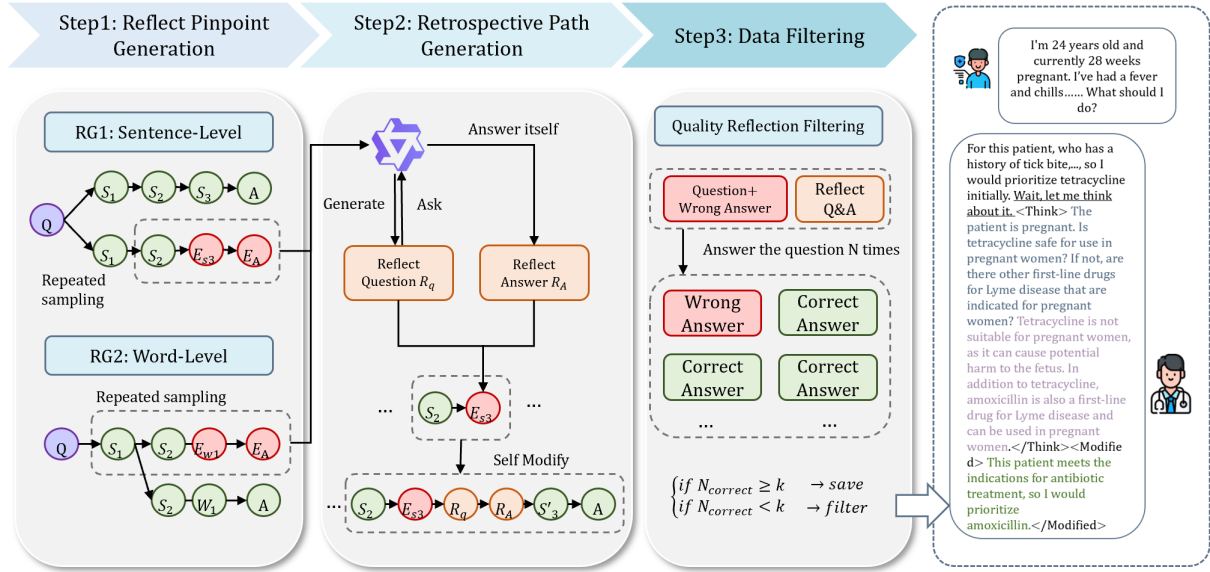 Step1: Reflect Pinpoint
Generation
Step2: Retrospective Path
Generation
Step3: Data Filtering
RG1: Sentence-Level
S1
S2
S3
A
Q
S1
S2
Es3
EA
Repeated
sampling
RG2: Word-Level
Repeated sampling
Q
S1
S2
Ew1
EA
S2
W1
A
Answer itself
Generate
Ask
Reflect
Question Rq
Reflect
Answer RA
...
S2
Es3
...
Self Modify
...
S2
Es3
Rq
RA
S'3
A
Quality Reflection Filtering
Question+
Wrong Answer
Reflect
Q&A
Answer the question N times
Wrong
Answer
Correct
Answer
Correct
Answer
Correct
Answer
...
...
{if Ncorrect ≥ k → save
if Ncorrect < k → filter
I'm 24 years old and
currently 28 weeks
pregnant. I've had a fever
and chills...... What should I
do?
For this patient, who has a
history of tick bite,..., so I
would prioritize tetracycline
initially. Wait, let me think
about it. <Think> The
patient is pregnant. Is
tetracycline safe for use in
pregnant women? If not, are
there other first-line drugs
for Lyme disease that are
indicated for pregnant
women? Tetracycline is not
suitable for pregnant women,
as it can cause potential
harm to the fetus. In
addition to tetracycline,
amoxicillin is also a first-line
drug for Lyme disease and
can be used in pregnant
women.</Think><Modifie
d> This patient meets the
indications for antibiotic
treatment, so I would
prioritize
amoxicillin.</Modified>